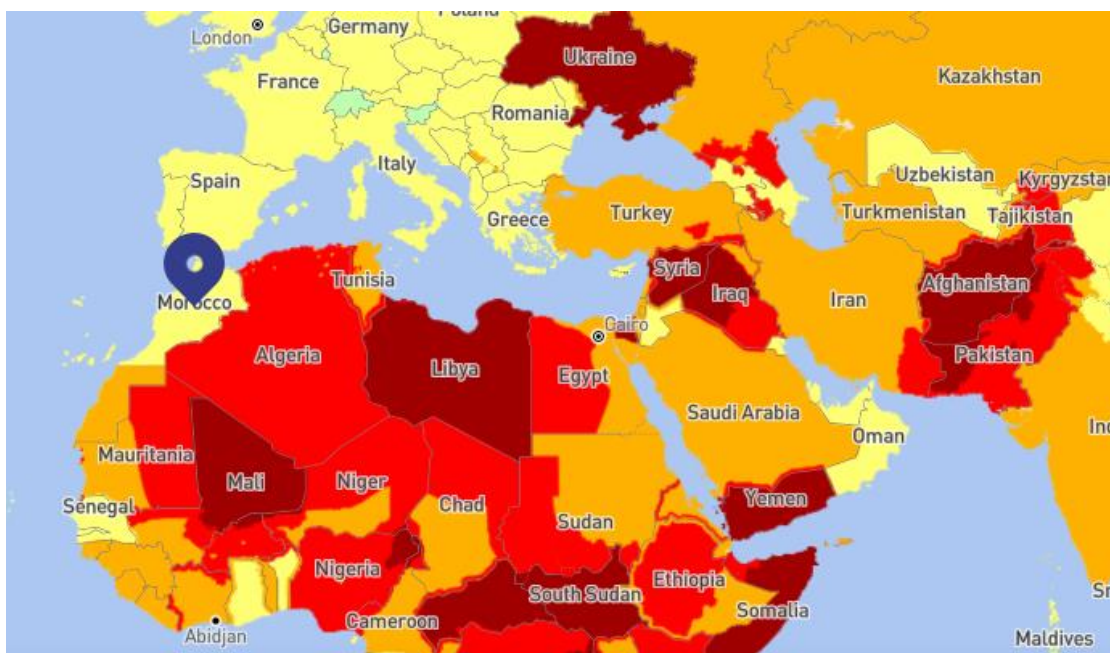 Poland
London
Germany
Ukraine
France
Kazakhstan
Romania
Italy
Spain
Uzbekistan
Kyrgyzstan
Greece
Turkey
Turkmenistan
Tajikistan
Tunisia
Syria
Afghanistan
Morocco
Iraq
Iran
Cairo
Algeria
Libya
Egypt
Pakistan
Saudi Arabia
Oman
Ind
Mauritania
Mali
Niger
Chad
Yemen
Sénégal
Sudan
Nigeria
Ethiopia
South Sudan
Somalia
Sr
Cameroon
Abidjan
Maldives